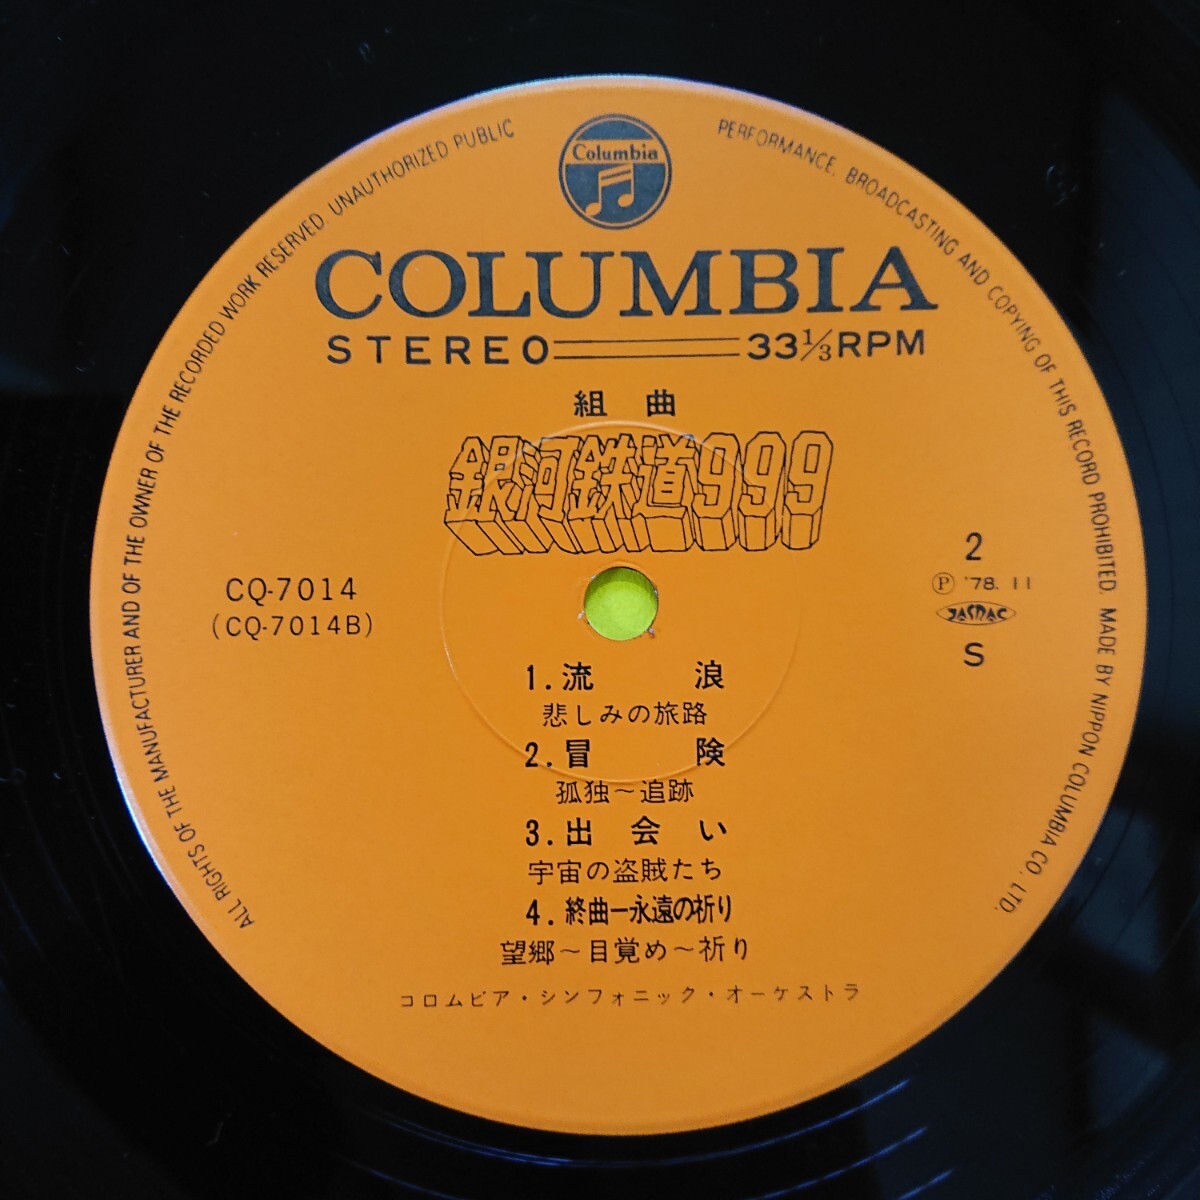 Columbia
COLUMBIA
STEREO 33⅓RPM
組曲
銀河鉄道999
CQ-7014
(CQ-7014B)
2
Ⓟ '78. 11
JASRAC
S
1.流浪
悲しみの旅路
2.冒険
孤独～追跡
3.出会い
宇宙の盗賊たち
4.終曲ー永遠の祈り
望郷～目覚め～祈り
コロムビア・シンフォニック・オーケストラ
ALL RIGHTS OF THE MANUFACTURER AND OF THE OWNER OF THE RECORDED WORK RESERVED. UNAUTHORIZED PUBLIC PERFORMANCE, BROADCASTING AND COPYING OF THIS RECORD PROHIBITED. MADE BY NIPPON COLUMBIA CO. LTD.